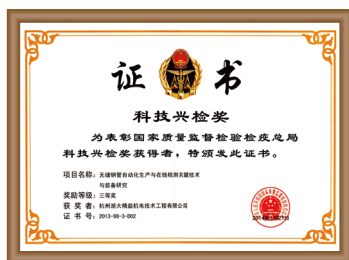 证 书
科技兴检奖
为表彰国家质量监督检验检疫总局
科技兴检奖获得者，特颁发此证书。
项目名称：无缝钢管自动化生产与在线检测关键技术
与装备研究
奖励等级：三等奖
获 奖 者：杭州浙大精益机电技术工程有限公司
证 书 号：2013-90-3-002